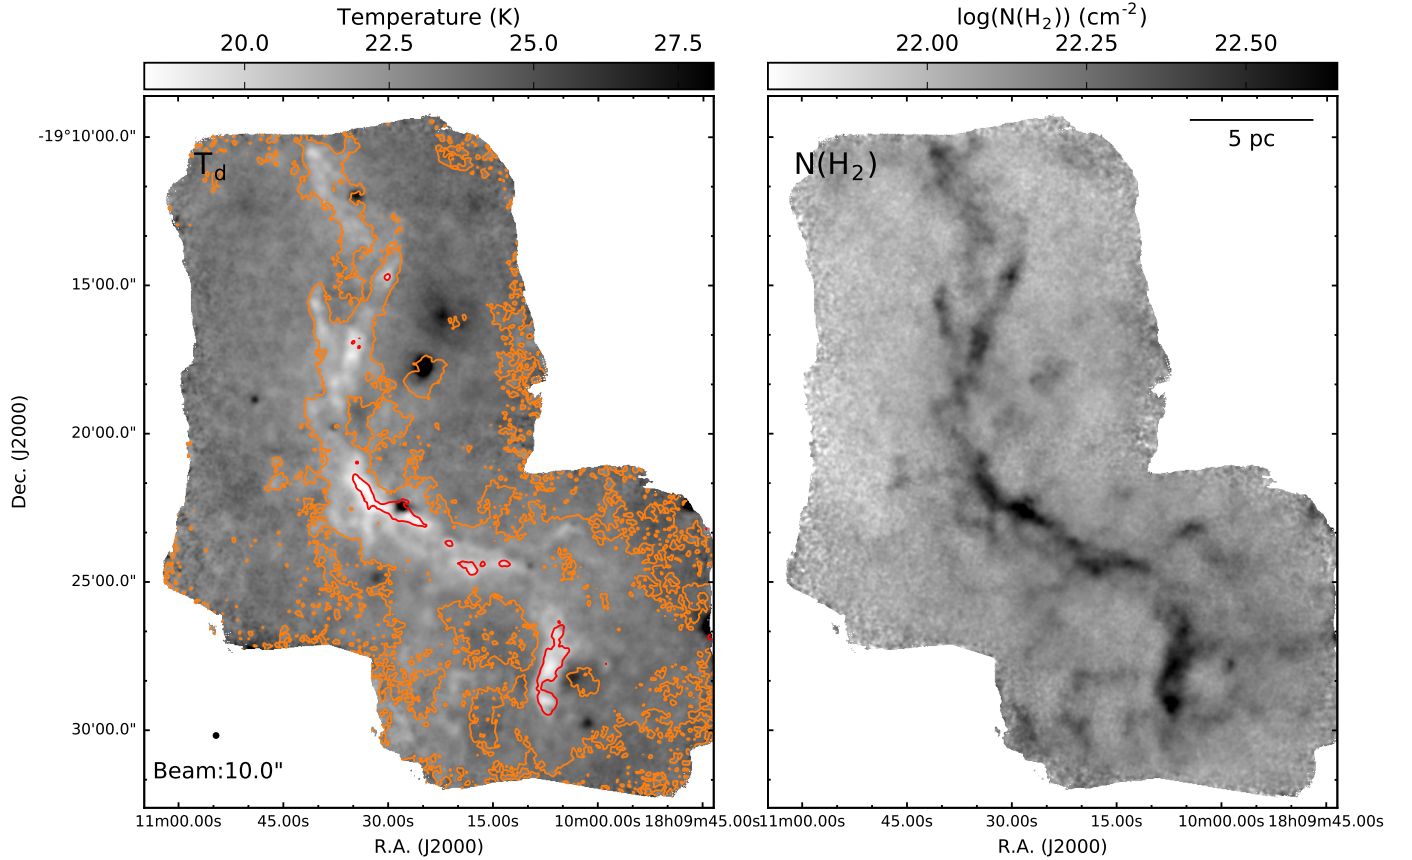 Temperature (K)
20.0 22.5 25.0 27.5
log(N(H₂)) (cm⁻²)
22.00 22.25 22.50
Dec. (J2000)
-19°10'00.0"
15'00.0"
20'00.0"
25'00.0"
30'00.0"
T_d
Beam:10.0"
11m00.00s 45.00s 30.00s 15.00s 10m00.00s 18h09m45.00s
R.A. (J2000)
N(H₂)
5 pc
11m00.00s 45.00s 30.00s 15.00s 10m00.00s 18h09m45.00s
R.A. (J2000)